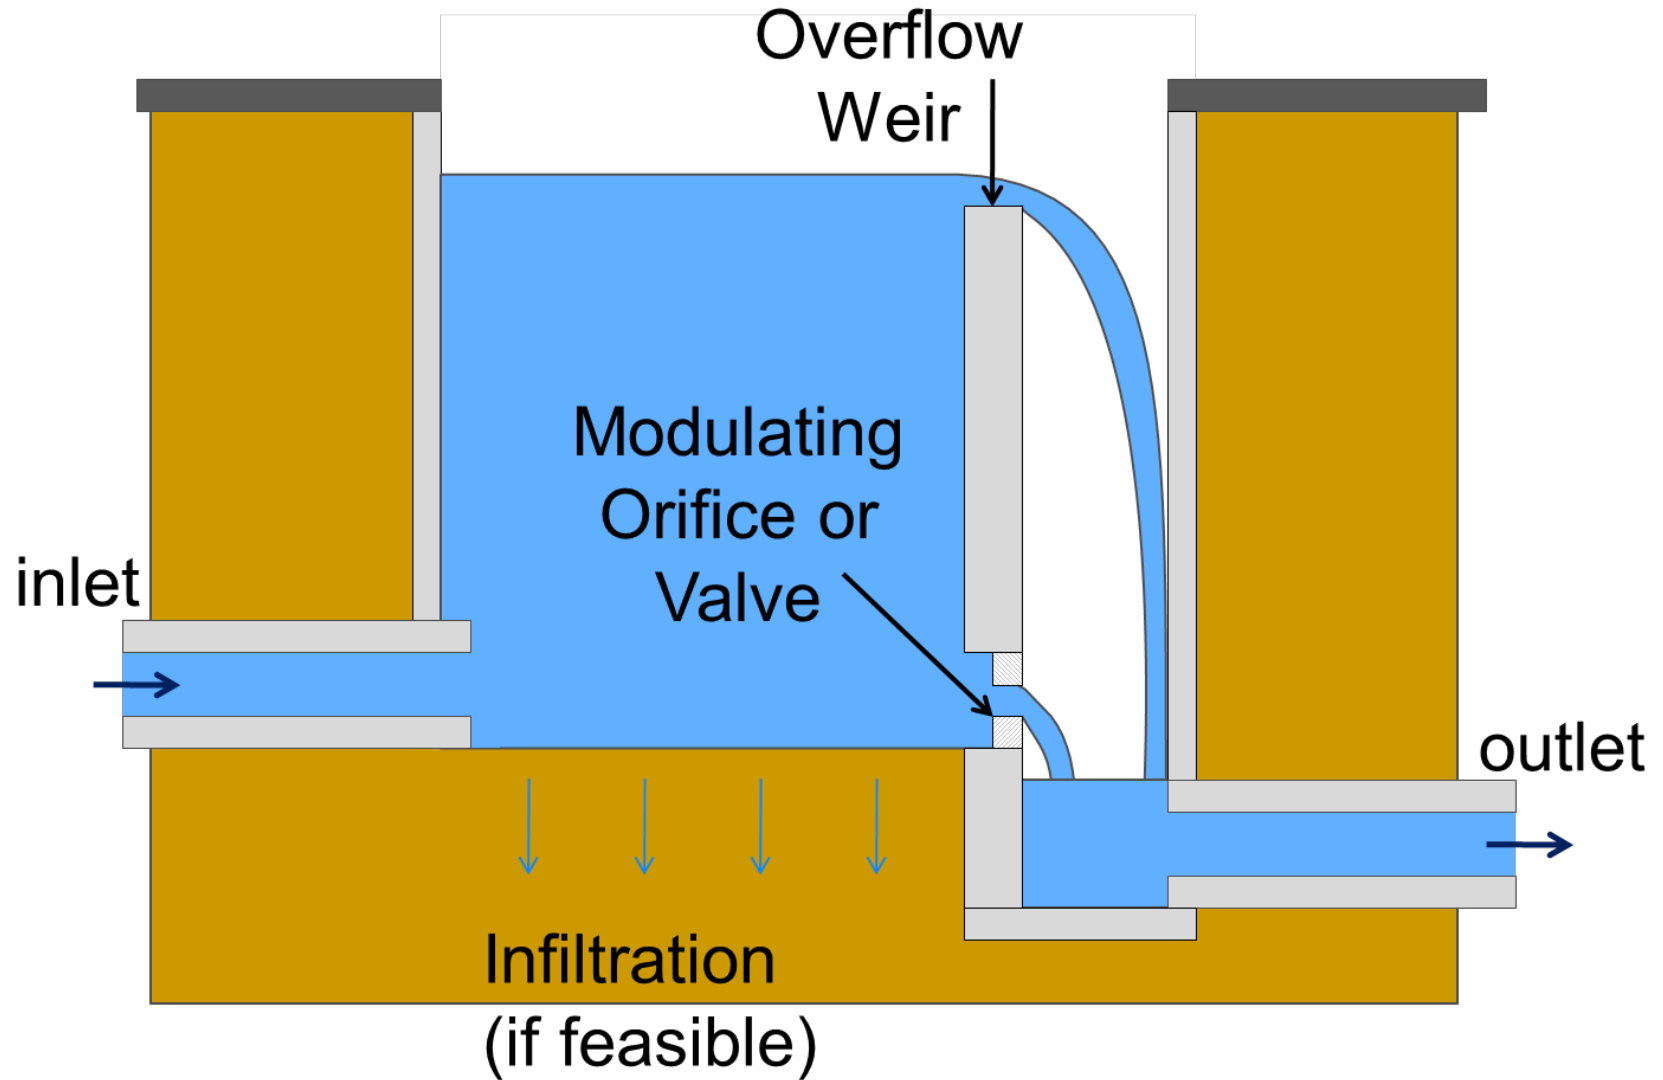 Overflow
Weir
Modulating
Orifice or
Valve
inlet
outlet
Infiltration
(if feasible)